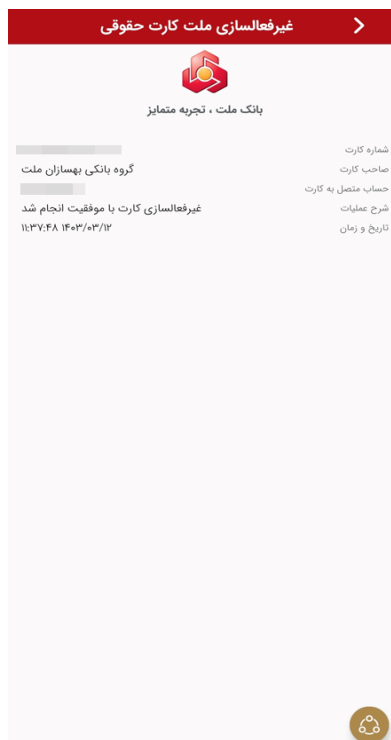 غیرفعالسازی ملت کارت حقوقی
بانک ملت ، تجربه متمایز
شماره کارت
صاحب کارت گروه بانکی بهسازان ملت
حساب متصل به کارت
شرح عملیات غیرفعالسازی کارت با موفقیت انجام شد
تاریخ و زمان ۱۴۰۳/۰۳/۱۲ ۱۱:۳۷:۴۸